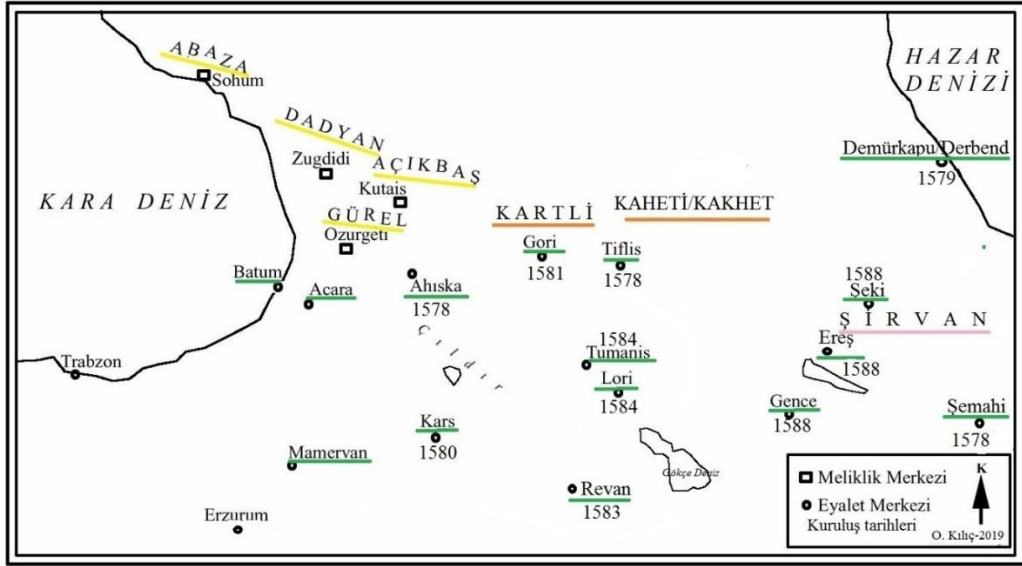 ABAZA
Sohum
HAZAR
DENİZİ
DADYAN
Zugdidi
AÇIKBAŞ
Kutais
Demürkapu/Derbend
1579
KARA DENİZ
GÜREL
Ozurgeti
KARTLİ
KAHETİ/KAKHET
Gori
1581
Tiflis
1578
Batum
Acara
Ahıska
1578
1588
Şeki
ŞİRVAN
Çıldır
Trabzon
1584
Tumanis
Ereş
1588
Lori
1584
Gence
1588
Şemahi
1578
Kars
1580
Mamervan
Gökçe Deniz
Revan
1583
Erzurum
Meliklik Merkezi
Eyalet Merkezi
Kuruluş tarihleri
K
O. Kılıç-2019